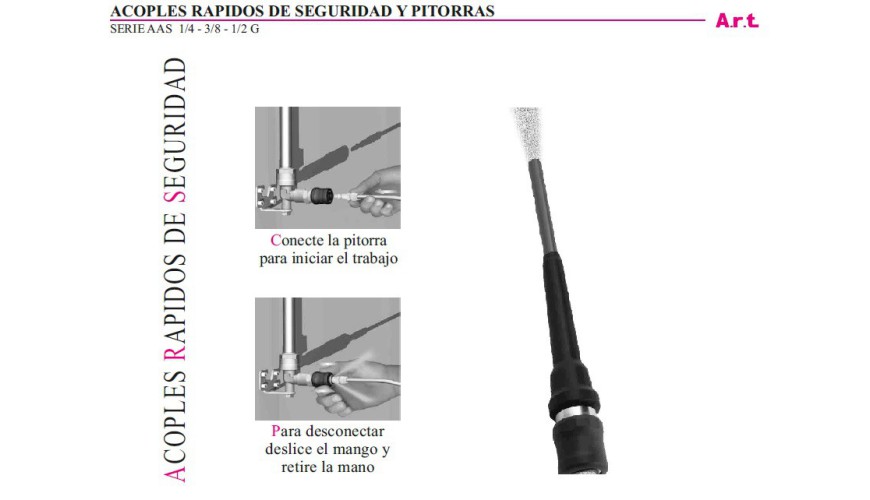 ACOPLES RAPIDOS DE SEGURIDAD Y PITORRAS
SERIE AAS 1/4 - 3/8 - 1/2 G
A.r.t.
ACOPLES RAPIDOS DE SEGURIDAD
Conecte la pitorra
para iniciar el trabajo
Para desconectar
deslice el mango y
retire la mano